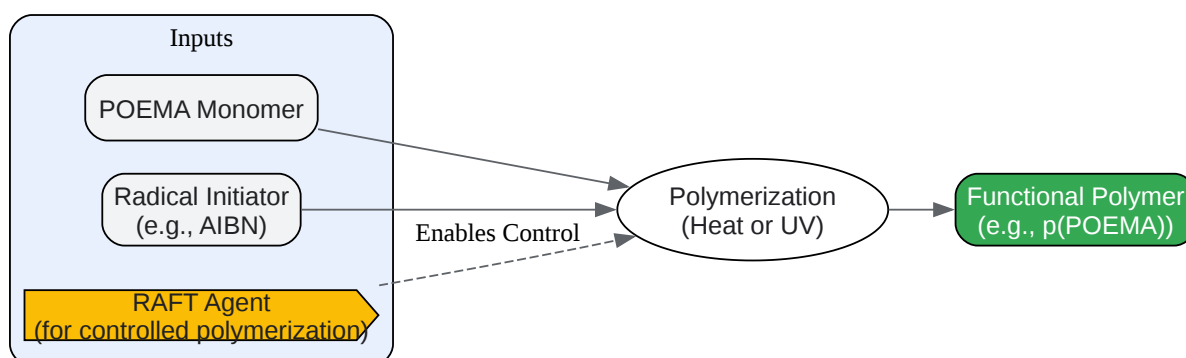 Inputs
POEMA Monomer
Radical Initiator
(e.g., AIBN)
Enables Control
RAFT Agent
(for controlled polymerization)
Polymerization
(Heat or UV)
Functional Polymer
(e.g., p(POEMA))